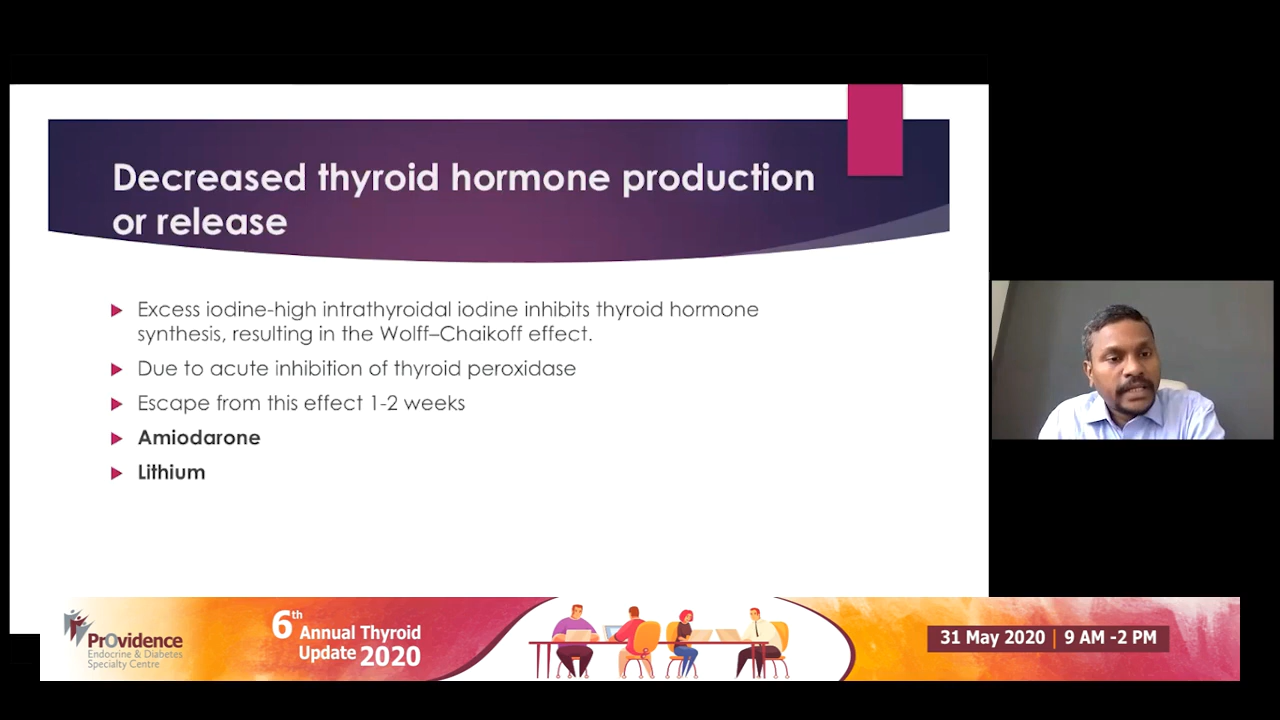 Decreased thyroid hormone production
or release
Excess iodine-high intrathyroidal iodine inhibits thyroid hormone
synthesis, resulting in the Wolff–Chaikoff effect.
Due to acute inhibition of thyroid peroxidase
Escape from this effect 1-2 weeks
Amiodarone
Lithium
PrOvidence
Endocrine & Diabetes
Specialty Centre
6th
Annual Thyroid
Update 2020
31 May 2020 | 9 AM -2 PM